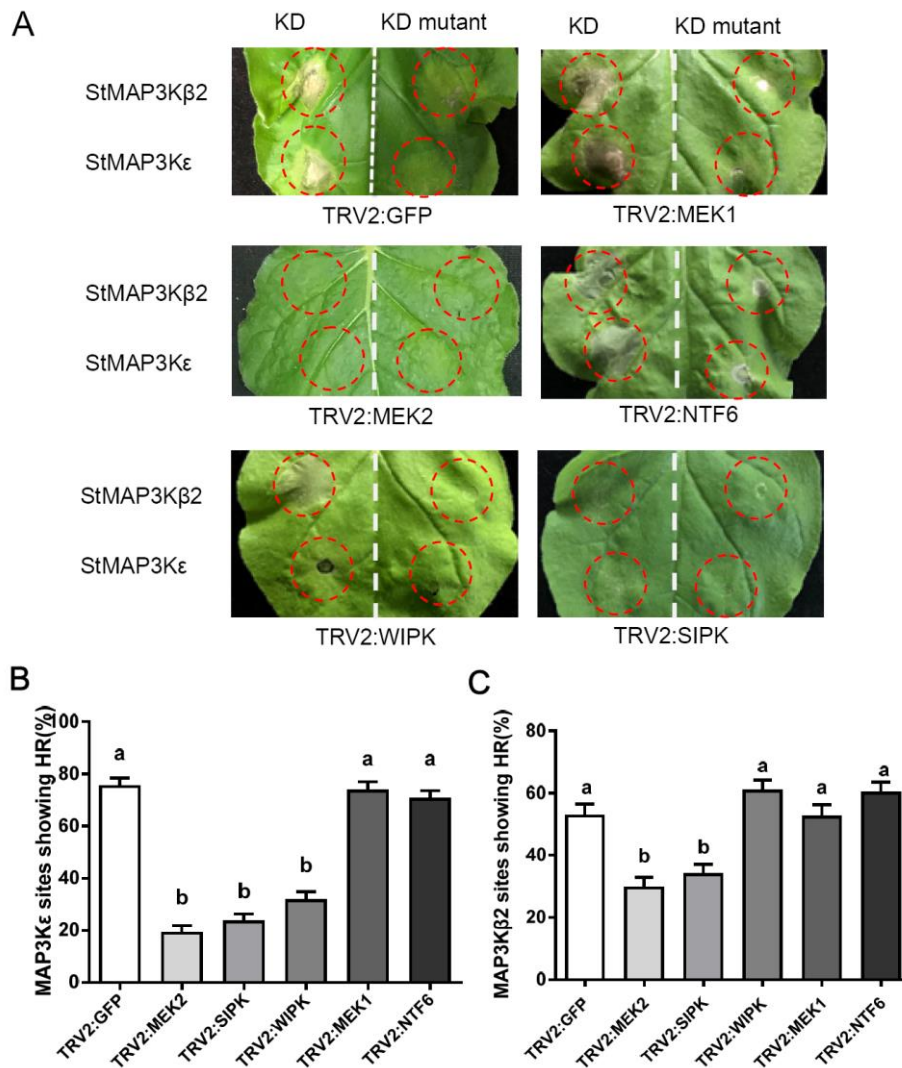 A
KD KD mutant KD KD mutant
StMAP3Kβ2
StMAP3Kε
TRV2:GFP TRV2:MEK1
StMAP3Kβ2
StMAP3Kε
TRV2:MEK2 TRV2:NTF6
StMAP3Kβ2
StMAP3Kε
TRV2:WIPK TRV2:SIPK
B
MAP3Kε sites showing HR(%)
100
80
60
40
20
0
a
b
b
b
a
a
TRV2:GFP
TRV2:MEK2
TRV2:SIPK
TRV2:WIPK
TRV2:MEK1
TRV2:NTF6
C
MAP3Kβ2 sites showing HR(%)
80
60
40
20
0
a
b
b
a
a
a
TRV2:GFP
TRV2:MEK2
TRV2:SIPK
TRV2:WIPK
TRV2:MEK1
TRV2:NTF6